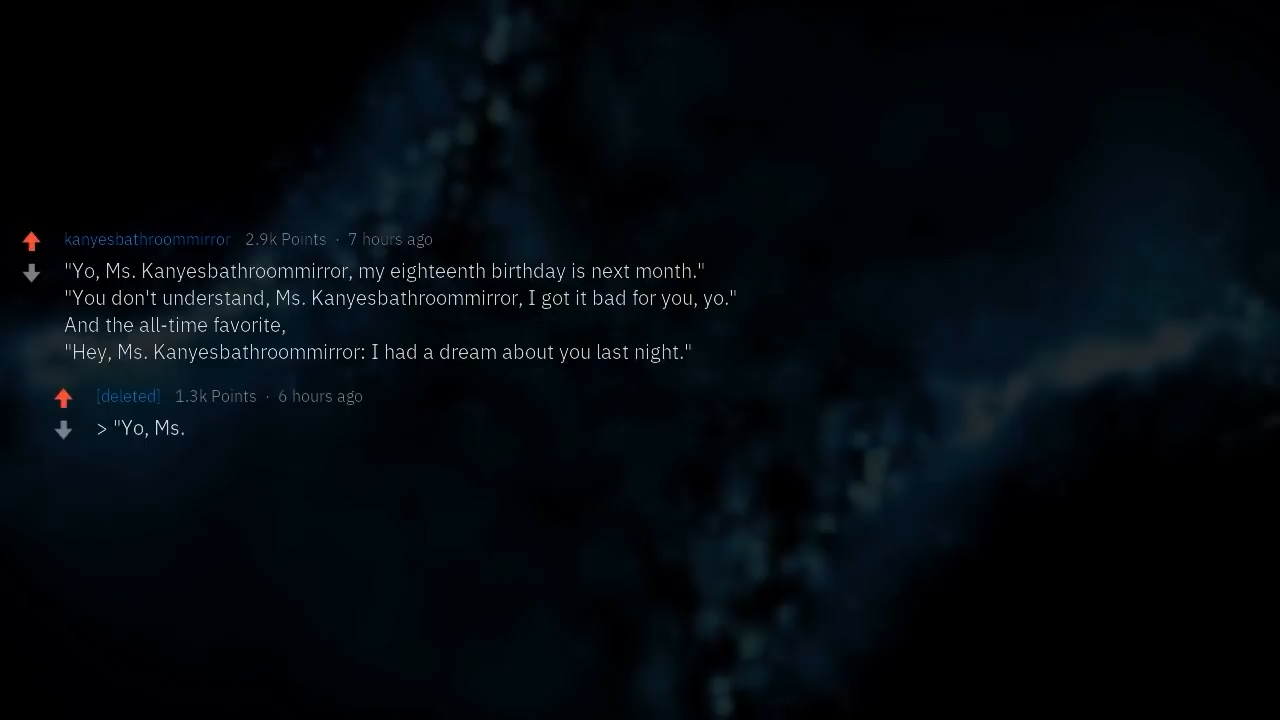 kanyesbathroommirror 2.9k Points · 7 hours ago
"Yo, Ms. Kanyesbathroommirror, my eighteenth birthday is next month."
"You don't understand, Ms. Kanyesbathroommirror, I got it bad for you, yo."
And the all-time favorite,
"Hey, Ms. Kanyesbathroommirror: I had a dream about you last night."
[deleted] 1.3k Points · 6 hours ago
> "Yo, Ms.